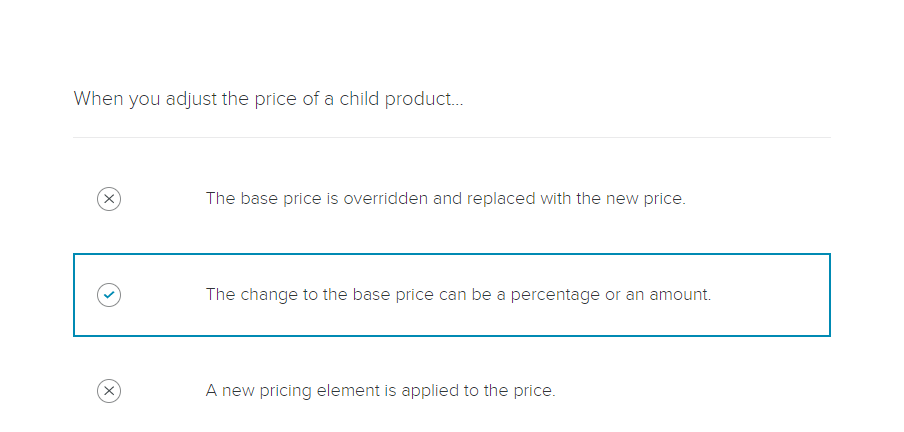 When you adjust the price of a child product...
The base price is overridden and replaced with the new price.
The change to the base price can be a percentage or an amount.
A new pricing element is applied to the price.